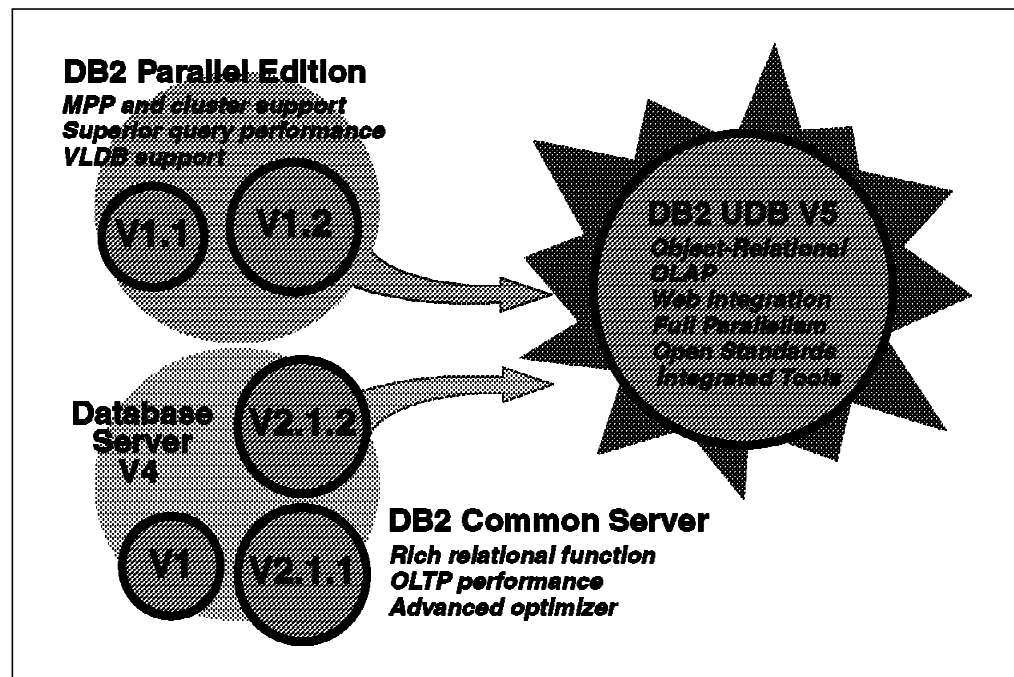 DB2 Parallel Edition
MPP and cluster support
Superior query performance
VLDB support
V1.1
V1.2
DB2 UDB V5
Object-Relational
OLAP
Web Integration
Full Parallelism
Open Standards
Integrated Tools
Database
Server
V4
V2.1.2
V1
V2.1.1
DB2 Common Server
Rich relational function
OLTP performance
Advanced optimizer